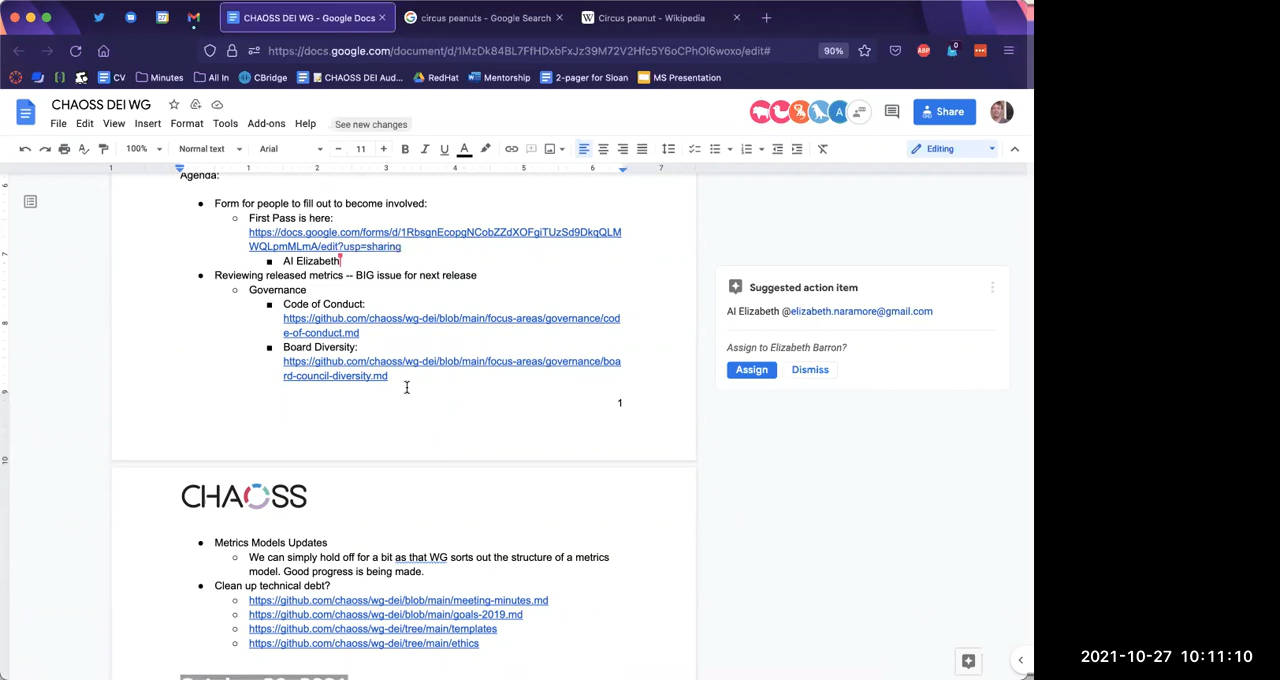 CHAOSS DEI WG - Google Docs
circus peanuts - Google Search
Circus peanut - Wikipedia
https://docs.google.com/document/d/1MzDk84BL7FfHDxbFxJz39M72V2Hfc5Y6oCPhOl6woxo/edit#
90%
ABP
0
CV
Minutes
All In
CBridge
CHAOSS DEI Aud...
RedHat
Mentorship
2-pager for Sloan
MS Presentation
CHAOSS DEI WG
File Edit View Insert Format Tools Add-ons Help See new changes
A
Share
100% Normal text Arial 11 B I U A Editing
1 1 2 3 4 5 6 7
Agenda:
Form for people to fill out to become involved:
First Pass is here:
https://docs.google.com/forms/d/1RbsgnEcopgNCobZZdXOFgiTUzSd9DkqQLM
WQLpmMLmA/edit?usp=sharing
AI Elizabeth
Reviewing released metrics -- BIG issue for next release
Governance
Code of Conduct:
https://github.com/chaoss/wg-dei/blob/main/focus-areas/governance/cod
e-of-conduct.md
Board Diversity:
https://github.com/chaoss/wg-dei/blob/main/focus-areas/governance/boa
rd-council-diversity.md
1
Suggested action item
AI Elizabeth @elizabeth.naramore@gmail.com
Assign to Elizabeth Barron?
Assign Dismiss
CHAOSS
Metrics Models Updates
We can simply hold off for a bit as that WG sorts out the structure of a metrics
model. Good progress is being made.
Clean up technical debt?
https://github.com/chaoss/wg-dei/blob/main/meeting-minutes.md
https://github.com/chaoss/wg-dei/blob/main/goals-2019.md
https://github.com/chaoss/wg-dei/tree/main/templates
https://github.com/chaoss/wg-dei/tree/main/ethics
2021-10-27 10:11:10